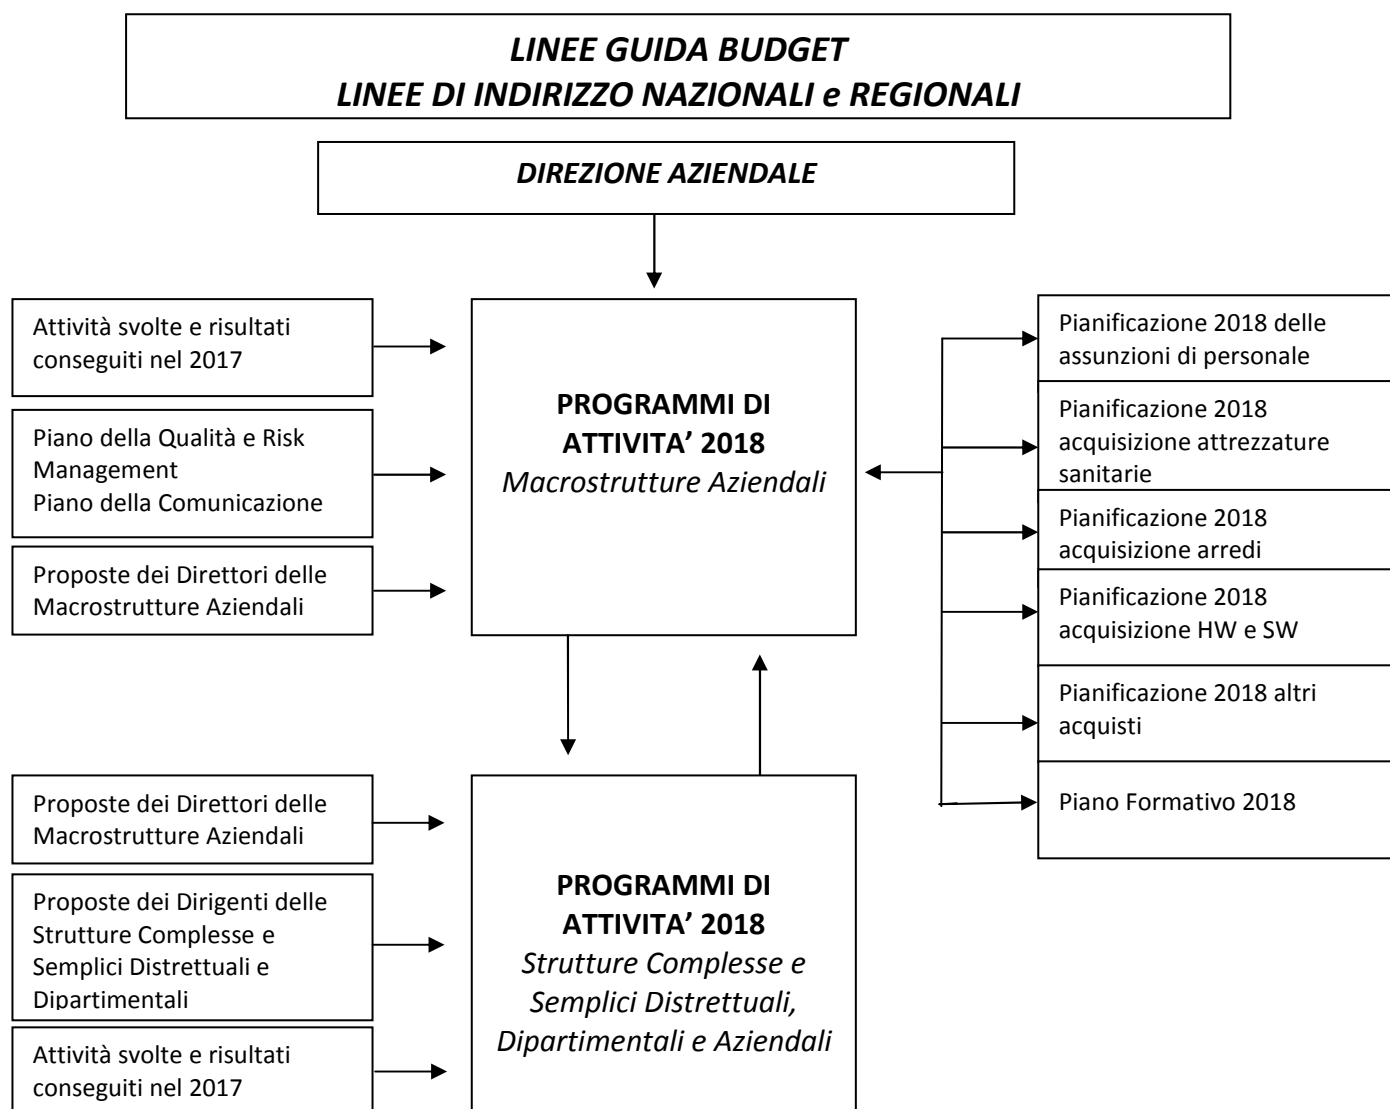 LINEE GUIDA BUDGET
LINEE DI INDIRIZZO NAZIONALI e REGIONALI
DIREZIONE AZIENDALE
Attività svolte e risultati
conseguiti nel 2017
Piano della Qualità e Risk
Management
Piano della Comunicazione
Proposte dei Direttori delle
Macrostrutture Aziendali
PROGRAMMI DI
ATTIVITA’ 2018
Macrostrutture Aziendali
Pianificazione 2018 delle
assunzioni di personale
Pianificazione 2018
acquisizione attrezzature
sanitarie
Pianificazione 2018
acquisizione arredi
Pianificazione 2018
acquisizione HW e SW
Pianificazione 2018 altri
acquisti
Piano Formativo 2018
Proposte dei Direttori delle
Macrostrutture Aziendali
Proposte dei Dirigenti delle
Strutture Complesse e
Semplici Distrettuali e
Dipartimentali
Attività svolte e risultati
conseguiti nel 2017
PROGRAMMI DI
ATTIVITA’ 2018
Strutture Complesse e
Semplici Distrettuali,
Dipartimentali e Aziendali